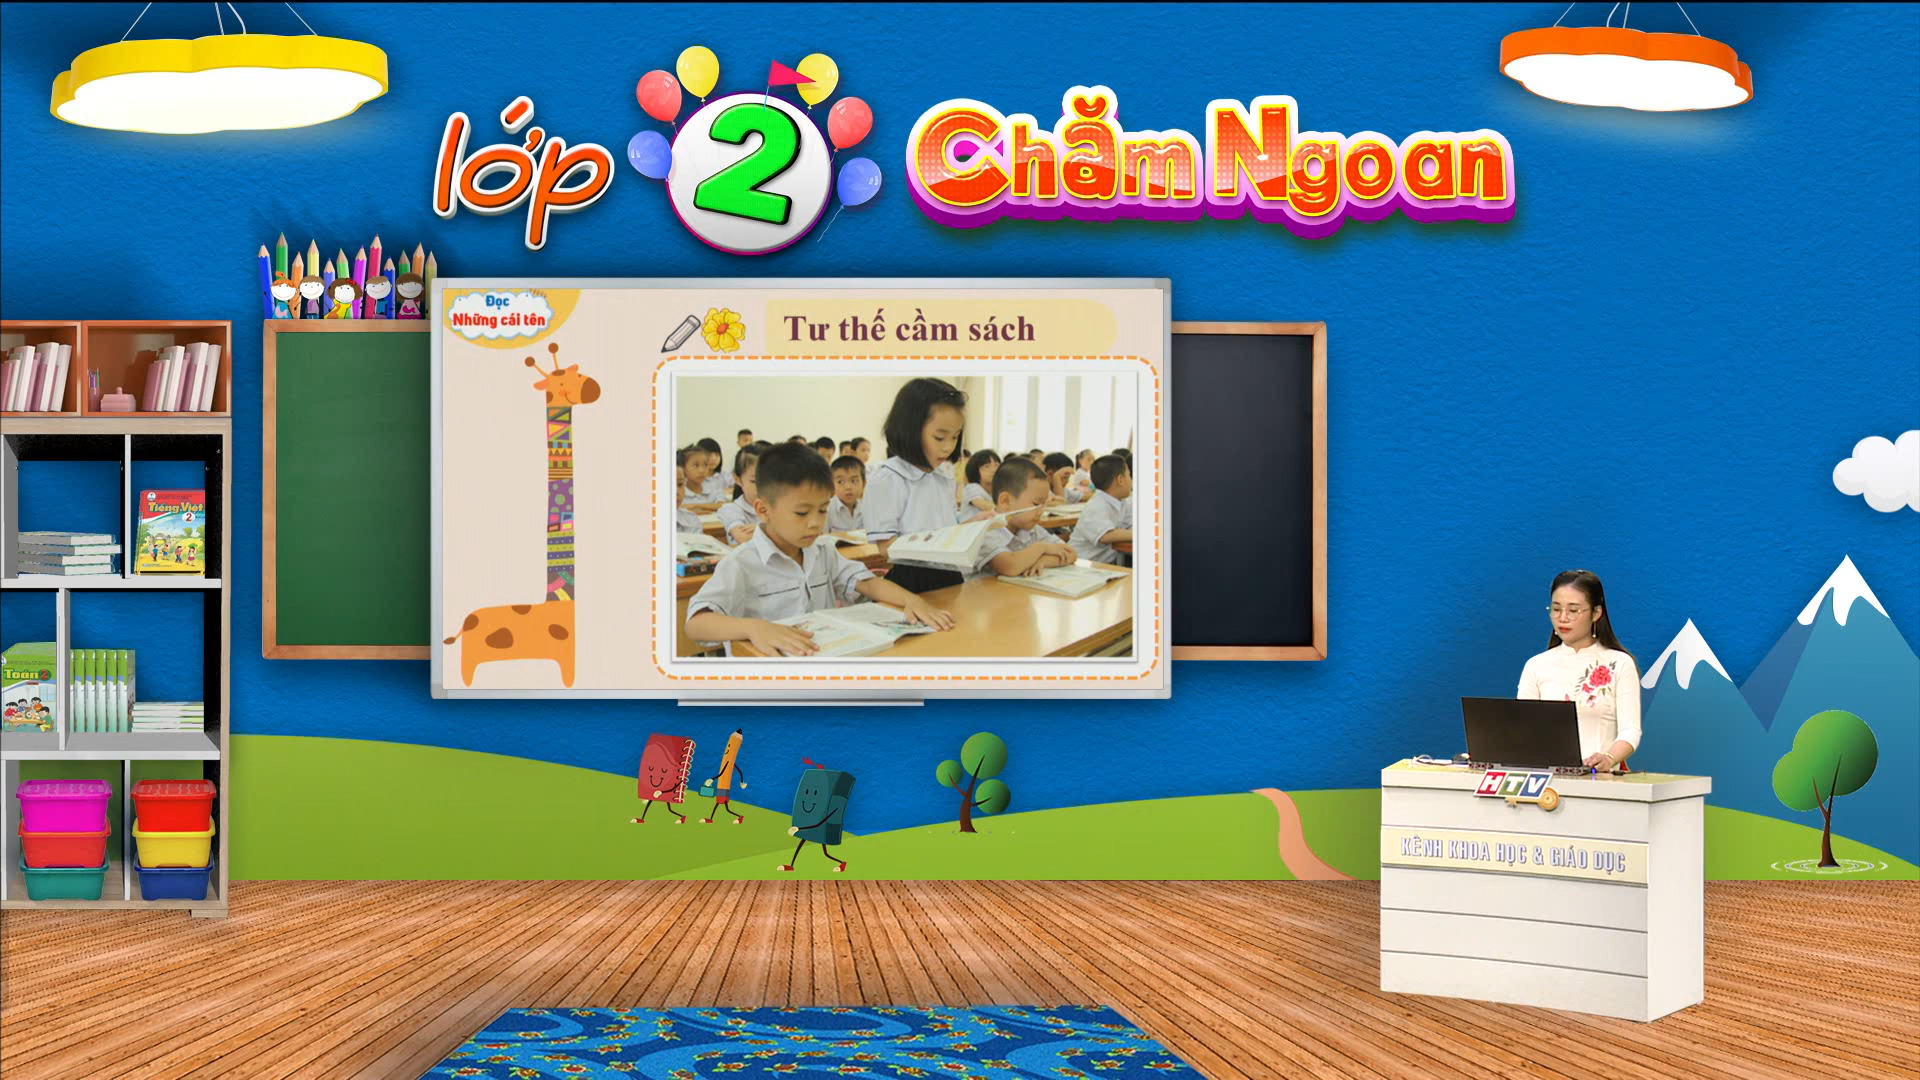 lớp 2 Chăm Ngoan
Đọc
Những cái tên
Tư thế cầm sách
Tiếng Việt
2
Toán 2
HTV
KÊNH KHOA HỌC & GIÁO DỤC